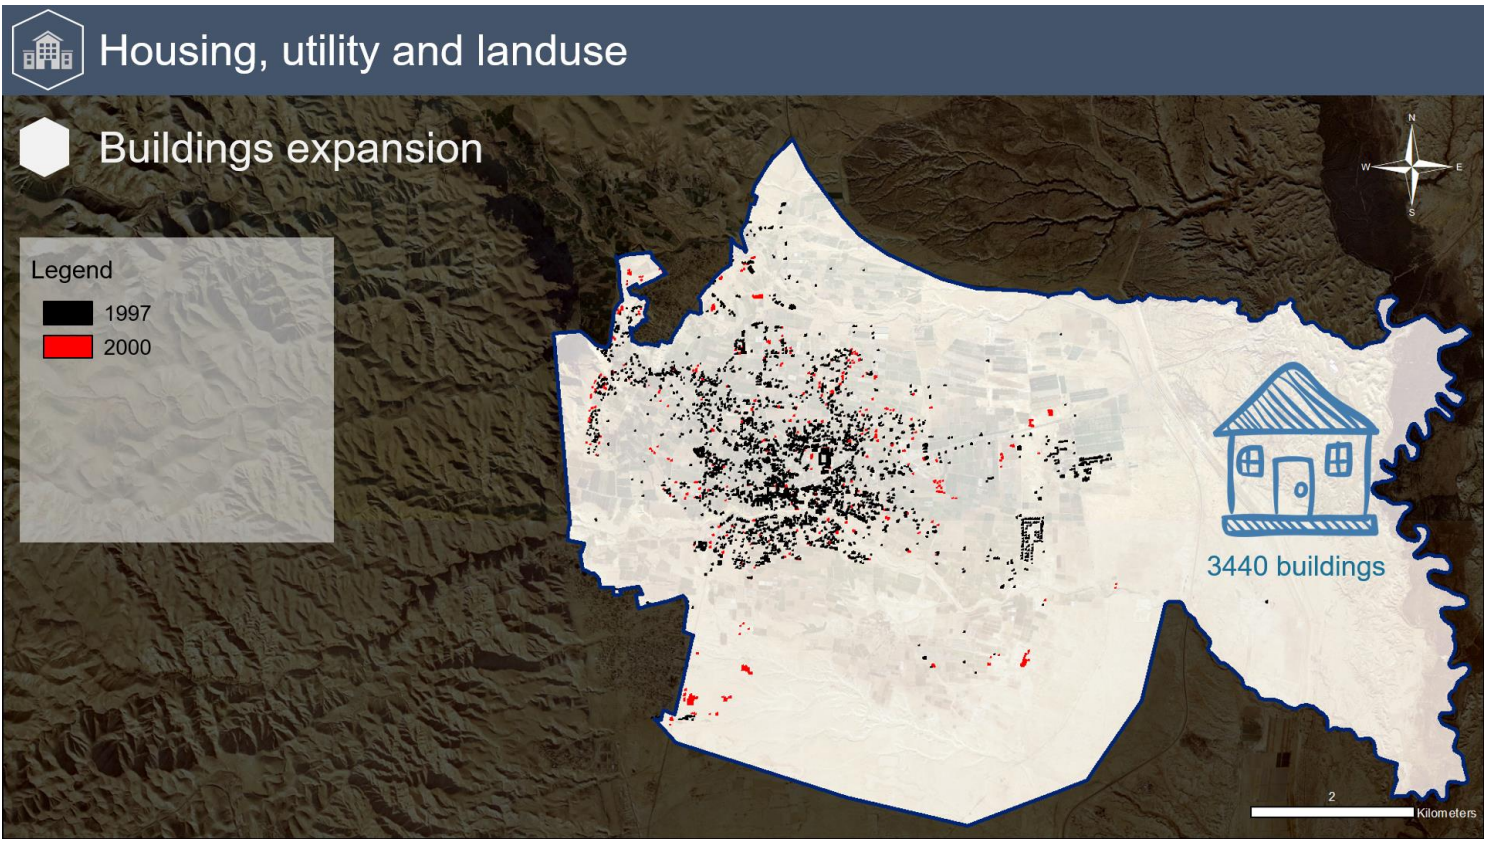 Housing, utility and landuse
Buildings expansion
N
W
E
S
Legend
1997
2000
3440 buildings
2
Kilometers